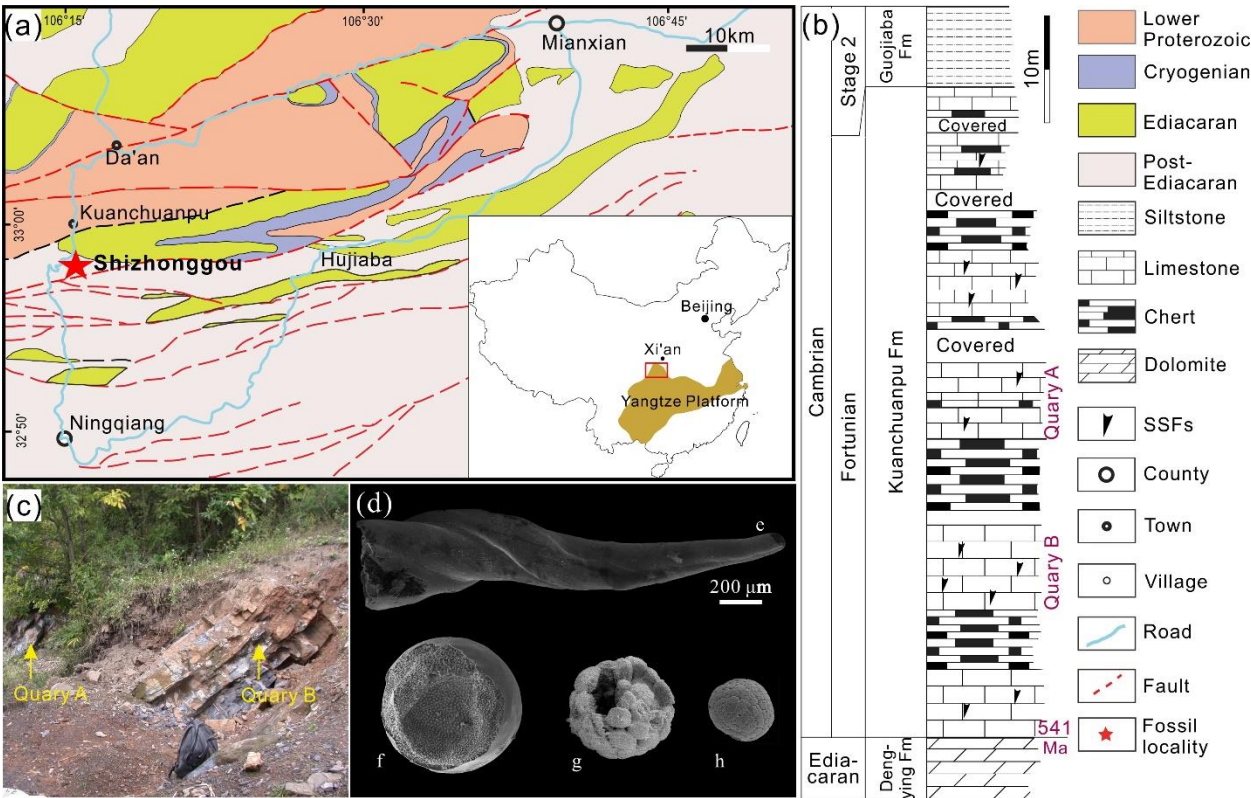 (a)
106°15'
106°30'
106°45'
Mianxian
10km
Da'an
33°00'
Kuanchuanpu
Shizhonggou
Hujiaba
32°50'
Ningqiang
Beijing
Xi'an
Yangtze Platform
(b)
Stage 2
Guojiaba Fm
10m
Covered
Covered
Covered
Cambrian
Fortunian
Kuanchuanpu Fm
Quary A
Quary B
541
Ma
Edia-
caran
Deng-
ying Fm
Lower
Proterozoic
Cryogenian
Ediacaran
Post-
Ediacaran
Siltstone
Limestone
Chert
Dolomite
SSFs
County
Town
Village
Road
Fault
Fossil
locality
(c)
Quary A
Quary B
(d)
e
200 μm
f
g
h